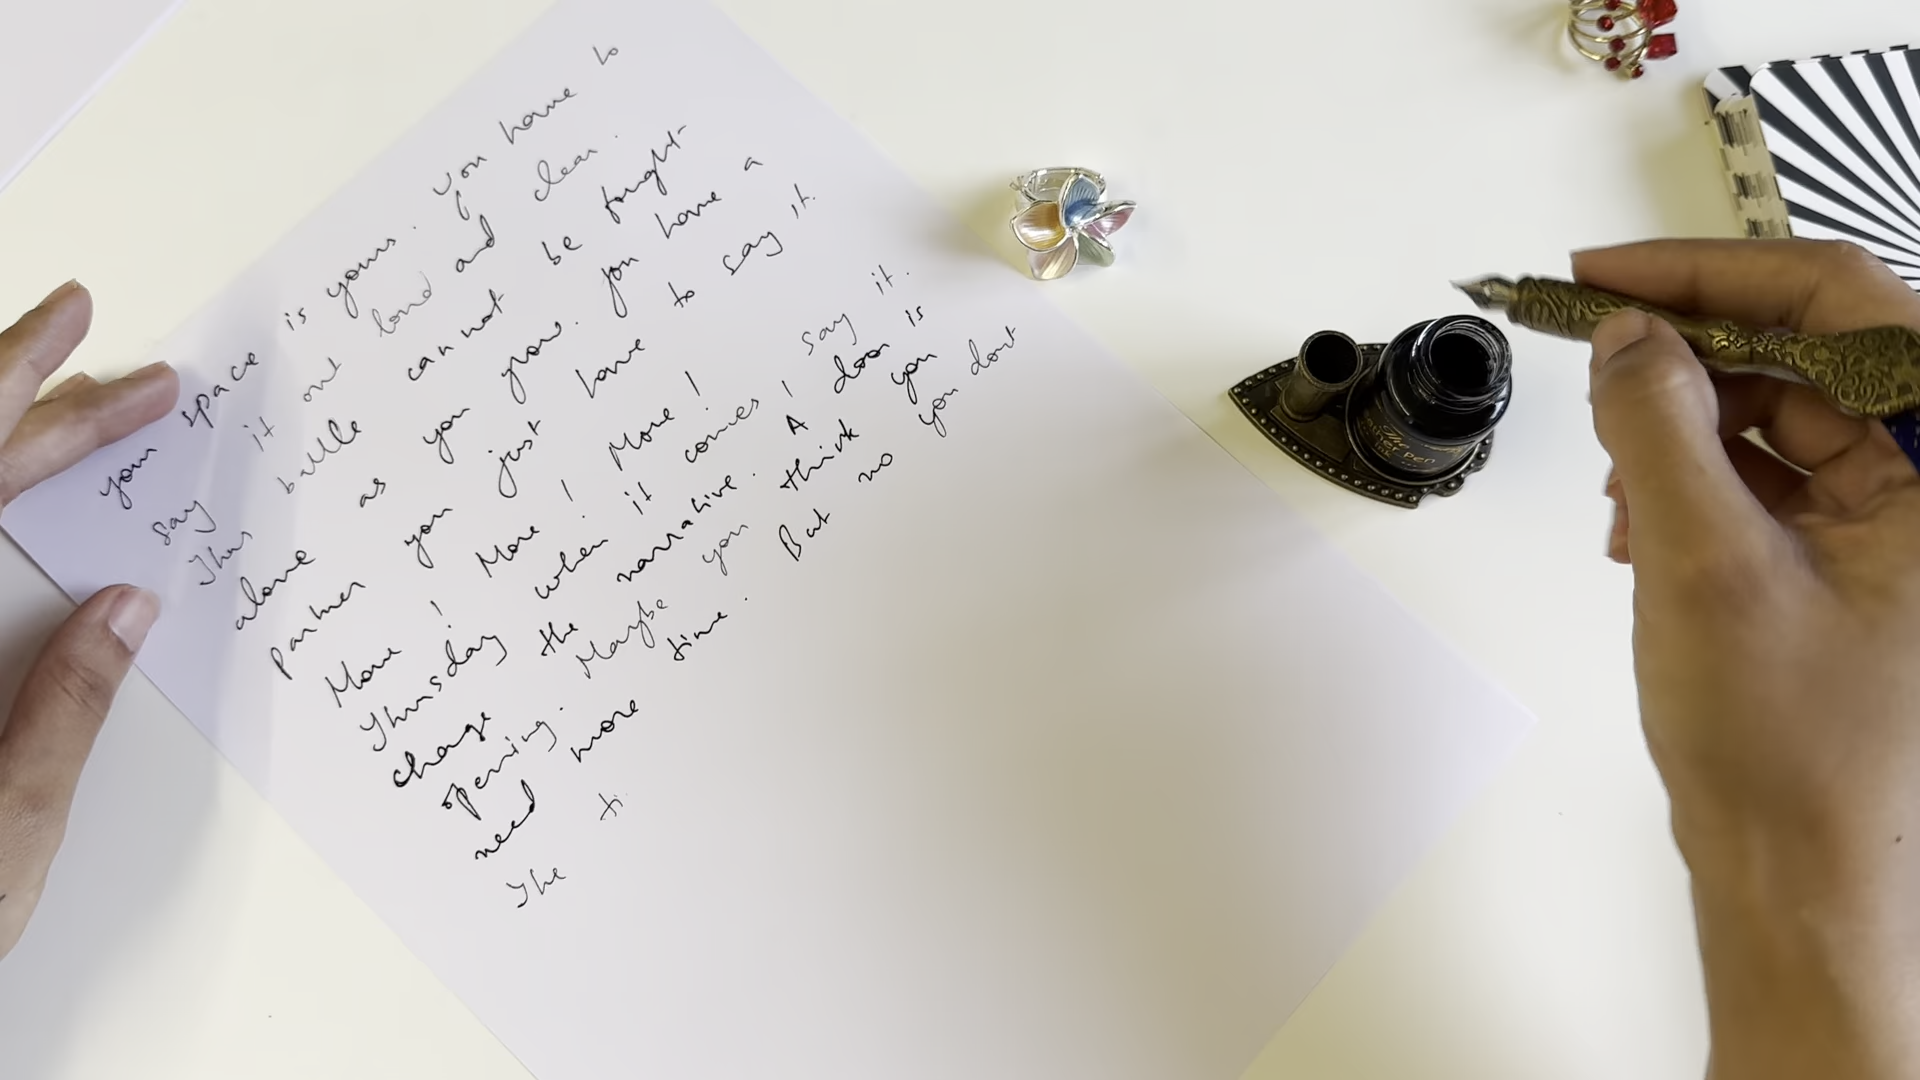 your space is yours. you have to
say it out loud and clear.
This battle cannot be fought
alone as you grow. you have a
partner you just have to say it.
More! More! More!
Thursday when it comes! say it.
change the narrative. A door is
opening. Maybe you think you
need more time. But no you dont
The ti
Pen